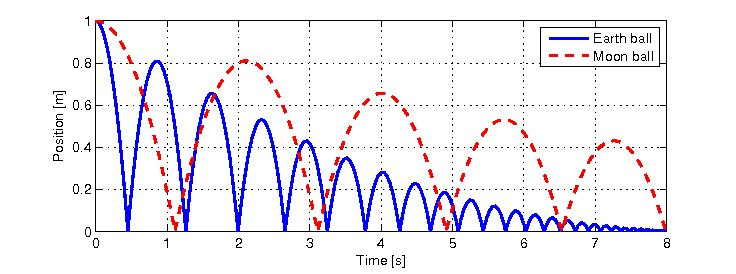 Earth ball
Moon ball
Position [m]
1
0.8
0.6
0.4
0.2
0
0 1 2 3 4 5 6 7 8
Time [s]